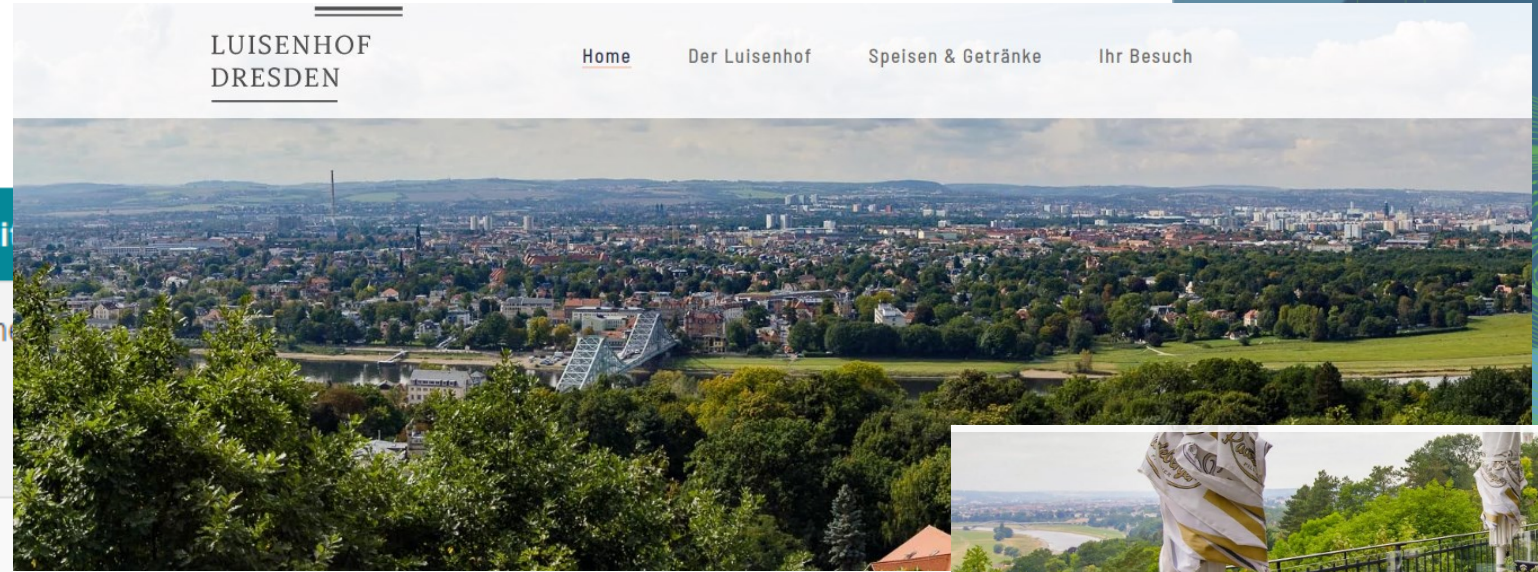 LUISENHOF
DRESDEN
Home Der Luisenhof Speisen & Getränke Ihr Besuch